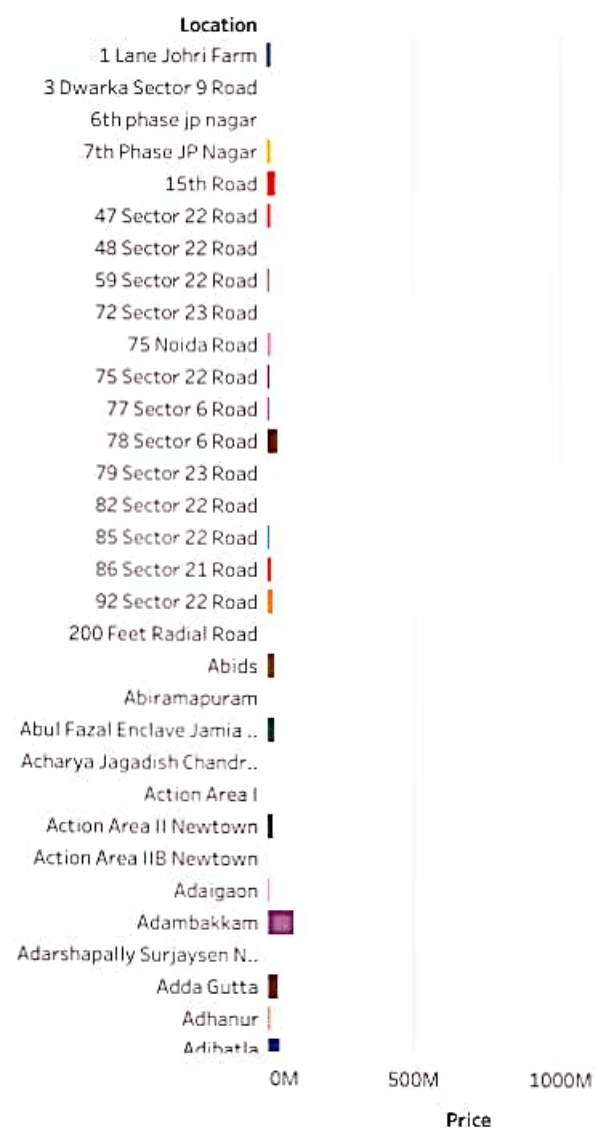 Location
1 Lane Johri Farm
3 Dwarka Sector 9 Road
6th phase jp nagar
7th Phase JP Nagar
15th Road
47 Sector 22 Road
48 Sector 22 Road
59 Sector 22 Road
72 Sector 23 Road
75 Noida Road
75 Sector 22 Road
77 Sector 6 Road
78 Sector 6 Road
79 Sector 23 Road
82 Sector 22 Road
85 Sector 22 Road
86 Sector 21 Road
92 Sector 22 Road
200 Feet Radial Road
Abids
Abiramapuram
Abul Fazal Enclave Jamia ..
Acharya Jagadish Chandr..
Action Area I
Action Area II Newtown
Action Area IIB Newtown
Adaigaon
Adambakkam
Adarshapally Surjaysen N..
Adda Gutta
Adhanur
Adibatla
0M 500M 1000M
Price